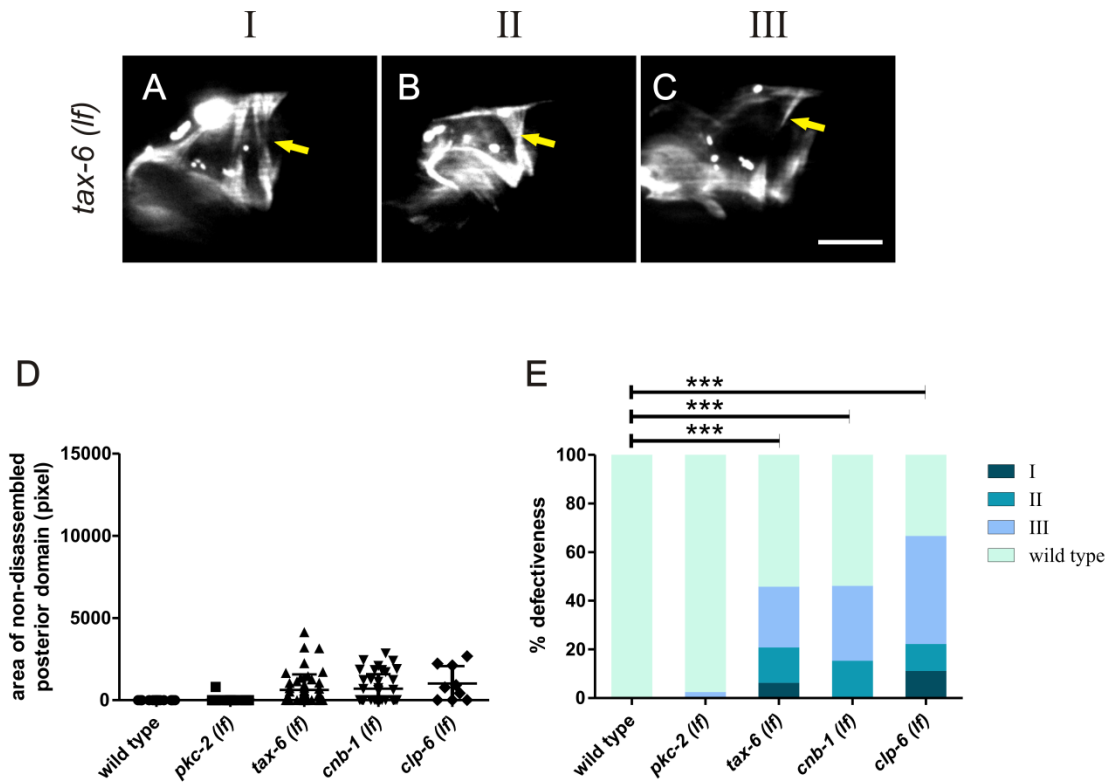 I II III
A B C
tax-6 (lf)
D E
***
***
***
area of non-disassembled
posterior domain (pixel)
15000
10000
5000
0
wild type
pkc-2 (lf)
tax-6 (lf)
cnb-1 (lf)
clp-6 (lf)
% defectiveness
100
80
60
40
20
0
wild type
pkc-2 (lf)
tax-6 (lf)
cnb-1 (lf)
clp-6 (lf)
I
II
III
wild type